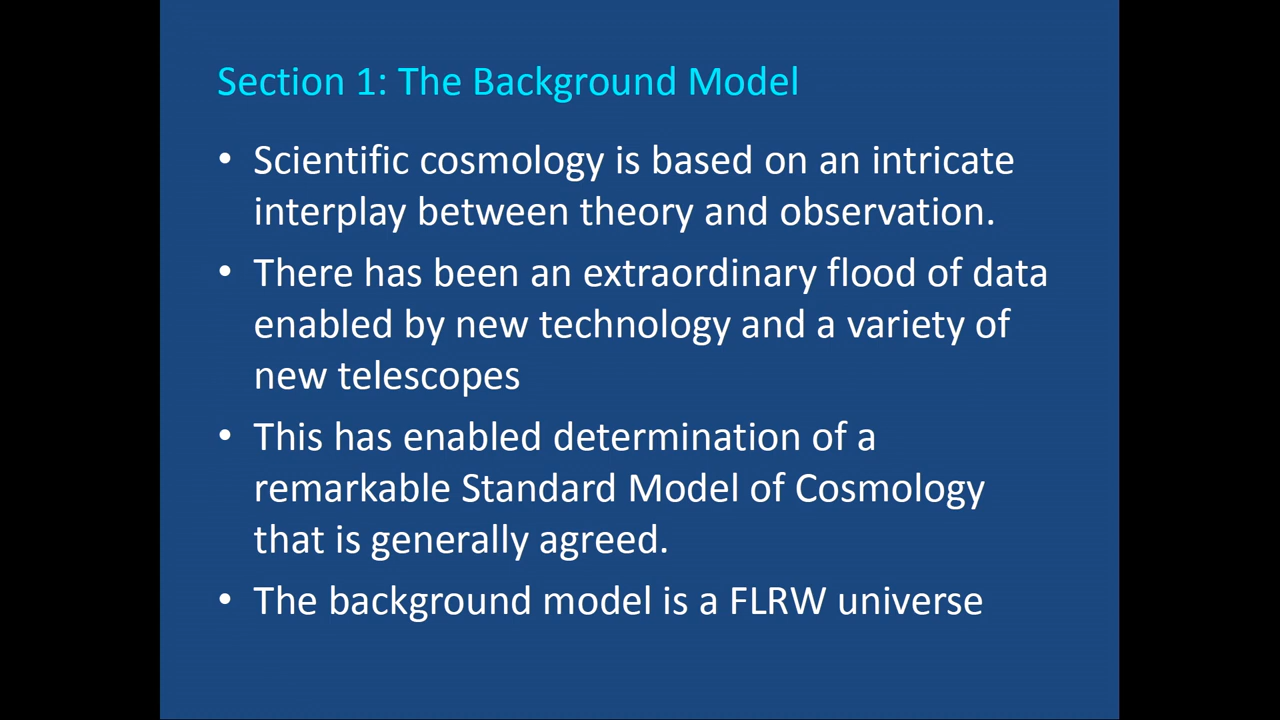 Section 1: The Background Model
• Scientific cosmology is based on an intricate
interplay between theory and observation.
• There has been an extraordinary flood of data
enabled by new technology and a variety of
new telescopes
• This has enabled determination of a
remarkable Standard Model of Cosmology
that is generally agreed.
• The background model is a FLRW universe